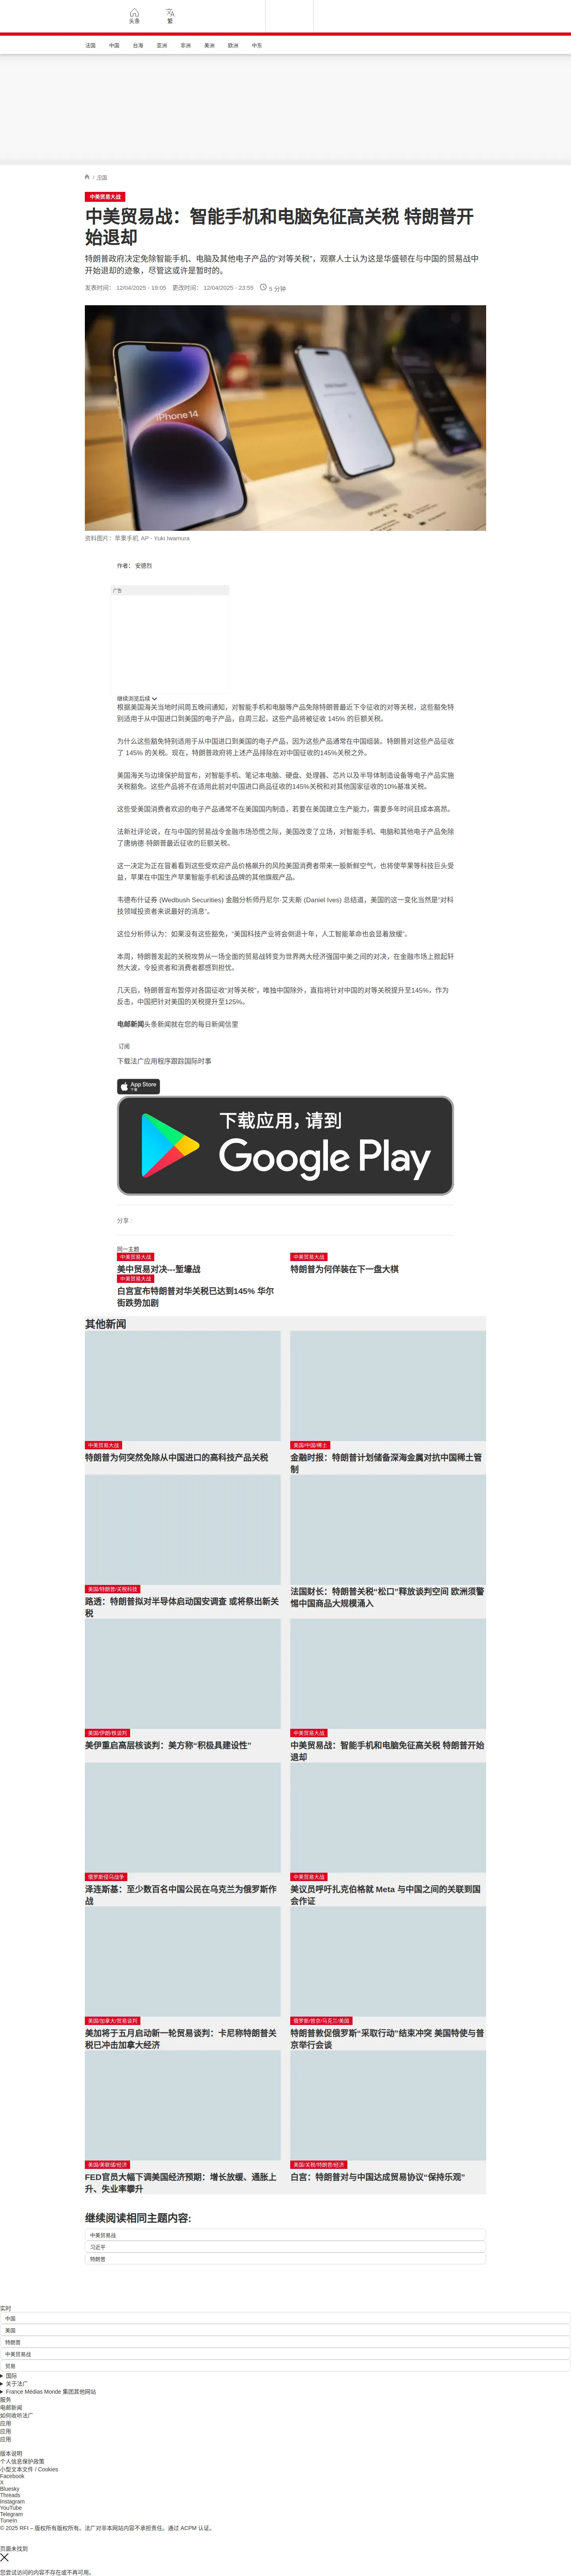 头条
繁
法国
中国
台海
亚洲
非洲
美洲
欧洲
中东
/ 中国
中美贸易大战
中美贸易战：智能手机和电脑免征高关税 特朗普开
始退却
特朗普政府决定免除智能手机、电脑及其他电子产品的“对等关税”，观察人士认为这是华盛顿在与中国的贸易战中
开始退却的迹象，尽管这或许是暂时的。
发表时间： 12/04/2025 - 19:05 更改时间： 12/04/2025 - 23:55 5 分钟
iPhone 14
资料图片：苹果手机 AP - Yuki Iwamura
作者： 安德烈
广告
继续浏览后续
根据美国海关当地时间周五晚间通知，对智能手机和电脑等产品免除特朗普最近下令征收的对等关税，这些豁免特
别适用于从中国进口到美国的电子产品，自周三起，这些产品将被征收 145% 的巨额关税。
为什么这些豁免特别适用于从中国进口到美国的电子产品，因为这些产品通常在中国组装。特朗普对这些产品征收
了 145% 的关税。现在，特朗普政府将上述产品排除在对中国征收的145%关税之外。
美国海关与边境保护局宣布，对智能手机、笔记本电脑、硬盘、处理器、芯片以及半导体制造设备等电子产品实施
关税豁免。这些产品将不在适用此前对中国进口商品征收的145%关税和对其他国家征收的10%基准关税。
这些受美国消费者欢迎的电子产品通常不在美国国内制造，若要在美国建立生产能力，需要多年时间且成本高昂。
法新社评论说，在与中国的贸易战令金融市场恐慌之际，美国改变了立场，对智能手机、电脑和其他电子产品免除
了唐纳德·特朗普最近征收的巨额关税。
这一决定为正在冒着看到这些受欢迎产品价格飙升的风险美国消费者带来一股新鲜空气，也将使苹果等科技巨头受
益，苹果在中国生产苹果智能手机和该品牌的其他旗舰产品。
韦德布什证券 (Wedbush Securities) 金融分析师丹尼尔·艾夫斯 (Daniel Ives) 总结道，美国的这一变化当然是“对科
技领域投资者来说最好的消息”。
这位分析师认为：如果没有这些豁免，“美国科技产业将会倒退十年，人工智能革命也会显着放缓”。
本周，特朗普发起的关税攻势从一场全面的贸易战转变为世界两大经济强国中美之间的对决，在金融市场上掀起轩
然大波，令投资者和消费者都感到担忧。
几天后，特朗普宣布暂停对各国征收“对等关税”，唯独中国除外，直指将针对中国的对等关税提升至145%，作为
反击，中国把针对美国的关税提升至125%。
电邮新闻头条新闻就在您的每日新闻信里
订阅
下载法广应用程序跟踪国际时事
App Store
下载
下载应用，请到
Google Play
分享 :
同一主题
中美贸易大战
美中贸易对决---堑壕战
中美贸易大战
特朗普为何佯装在下一盘大棋
中美贸易大战
白宫宣布特朗普对华关税已达到145% 华尔
街跌势加剧
其他新闻
中美贸易大战
特朗普为何突然免除从中国进口的高科技产品关税
美国/中国/稀土
金融时报：特朗普计划储备深海金属对抗中国稀土管
制
美国/特朗普/关税科技
路透：特朗普拟对半导体启动国安调查 或将祭出新关
税
法国财长：特朗普关税“松口”释放谈判空间 欧洲须警
惕中国商品大规模涌入
美国/伊朗/核谈判
美伊重启高层核谈判：美方称“积极具建设性”
中美贸易大战
中美贸易战：智能手机和电脑免征高关税 特朗普开始
退却
俄罗斯侵乌战争
泽连斯基：至少数百名中国公民在乌克兰为俄罗斯作
战
中美贸易大战
美议员呼吁扎克伯格就 Meta 与中国之间的关联到国
会作证
美国/加拿大/贸易谈判
美加将于五月启动新一轮贸易谈判：卡尼称特朗普关
税已冲击加拿大经济
俄罗斯/普京/乌克兰/美国
特朗普敦促俄罗斯“采取行动”结束冲突 美国特使与普
京举行会谈
美国/美联储/经济
FED官员大幅下调美国经济预期：增长放缓、通胀上
升、失业率攀升
美国/关税/特朗普/经济
白宫：特朗普对与中国达成贸易协议“保持乐观”
继续阅读相同主题内容:
中美贸易战
习近平
特朗普
实时
中国
美国
特朗普
中美贸易战
贸易
国际
关于法广
France Médias Monde 集团其他网站
服务
电邮新闻
如何收听法广
应用
应用
应用
版本说明
个人信息保护政策
小型文本文件 / Cookies
Facebook
X
Bluesky
Threads
Instagram
YouTube
Telegram
TuneIn
© 2025 RFI – 版权所有版权所有。法广对非本网站内容不承担责任。通过 ACPM 认证。
页面未找到
您尝试访问的内容不存在或不再可用。